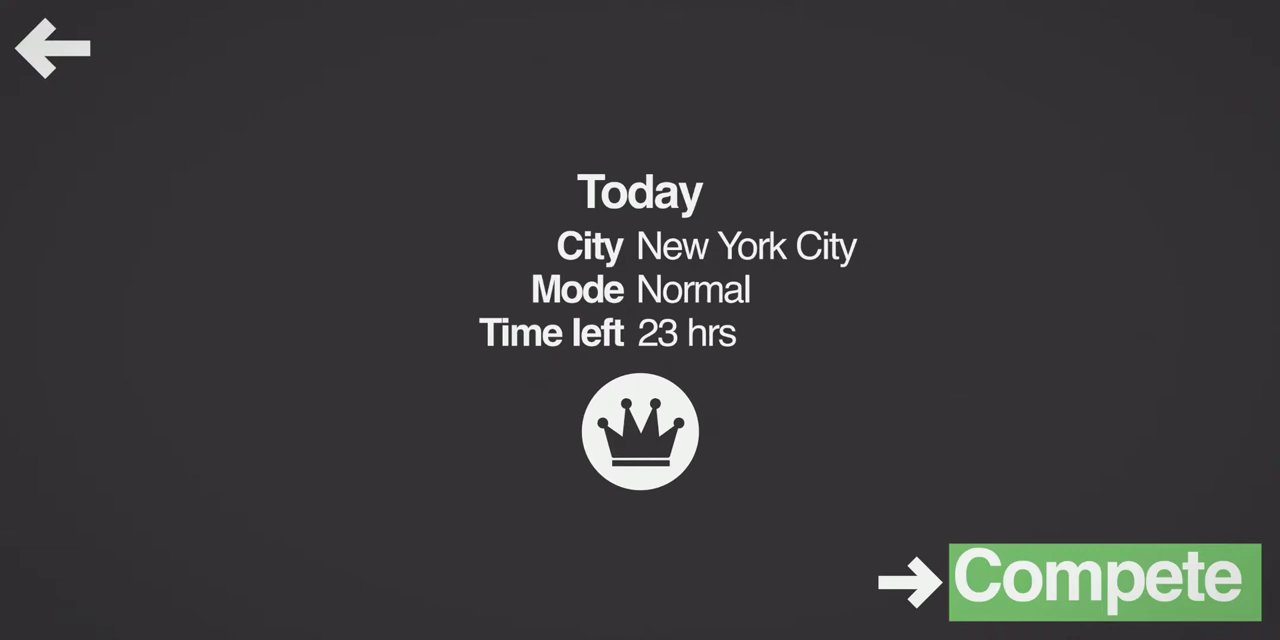 Today
City New York City
Mode Normal
Time left 23 hrs
Compete